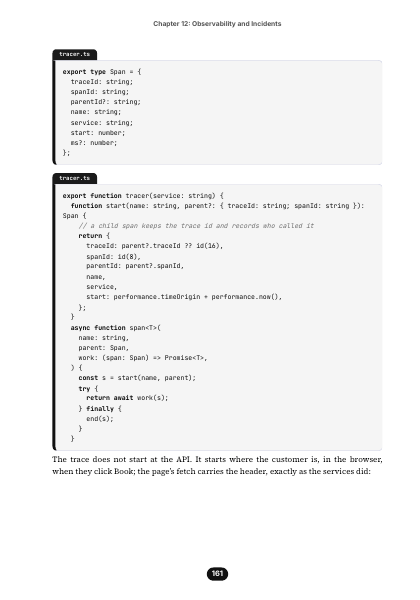 Chapter 12: Observability and Incidents
tracer.ts
export type Span = {
  traceId: string;
  spanId: string;
  parentId?: string;
  name: string;
  service: string;
  start: number;
  ms?: number;
};
tracer.ts
export function tracer(service: string) {
  function start(name: string, parent?: { traceId: string; spanId: string }):
Span {
    // a child span keeps the trace id and records who called it
    return {
      traceId: parent?.traceId ?? id(16),
      spanId: id(8),
      parentId: parent?.spanId,
      name,
      service,
      start: performance.timeOrigin + performance.now(),
    };
  }
  async function span<T>(
    name: string,
    parent: Span,
    work: (span: Span) => Promise<T>,
  ) {
    const s = start(name, parent);
    try {
      return await work(s);
    } finally {
      end(s);
    }
  }
The trace does not start at the API. It starts where the customer is, in the browser,
when they click Book; the page's fetch carries the header, exactly as the services did:
161